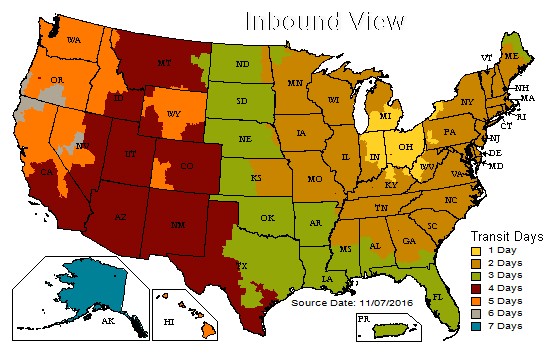 Inbound View
WA
OR
CA
NV
ID
MT
WY
UT
CO
AZ
NM
ND
SD
NE
KS
OK
TX
MN
IA
MO
AR
LA
WI
IL
MI
IN
OH
KY
TN
MS
AL
GA
FL
SC
NC
VA
WV
PA
NY
VT
ME
NH
MA
RI
CT
NJ
DE
MD
AK
HI
PR
Source Date: 11/07/2016
Transit Days
1 Day
2 Days
3 Days
4 Days
5 Days
6 Days
7 Days